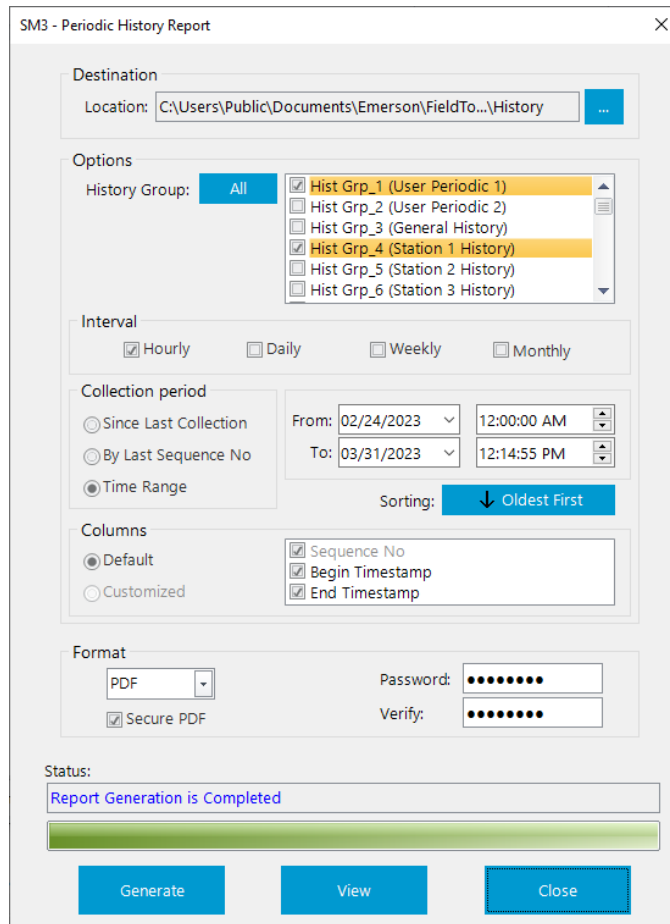 SM3 - Periodic History Report
Destination
Location: C:\Users\Public\Documents\Emerson\FieldTo...\History ...
Options
History Group: All
Hist Grp_1 (User Periodic 1)
Hist Grp_2 (User Periodic 2)
Hist Grp_3 (General History)
Hist Grp_4 (Station 1 History)
Hist Grp_5 (Station 2 History)
Hist Grp_6 (Station 3 History)
Interval
Hourly Daily Weekly Monthly
Collection period
Since Last Collection
By Last Sequence No
Time Range
From: 02/24/2023 12:00:00 AM
To: 03/31/2023 12:14:55 PM
Sorting: Oldest First
Columns
Default
Customized
Sequence No
Begin Timestamp
End Timestamp
Format
PDF
Secure PDF
Password: ●●●●●●●●
Verify: ●●●●●●●●
Status:
Report Generation is Completed
Generate View Close